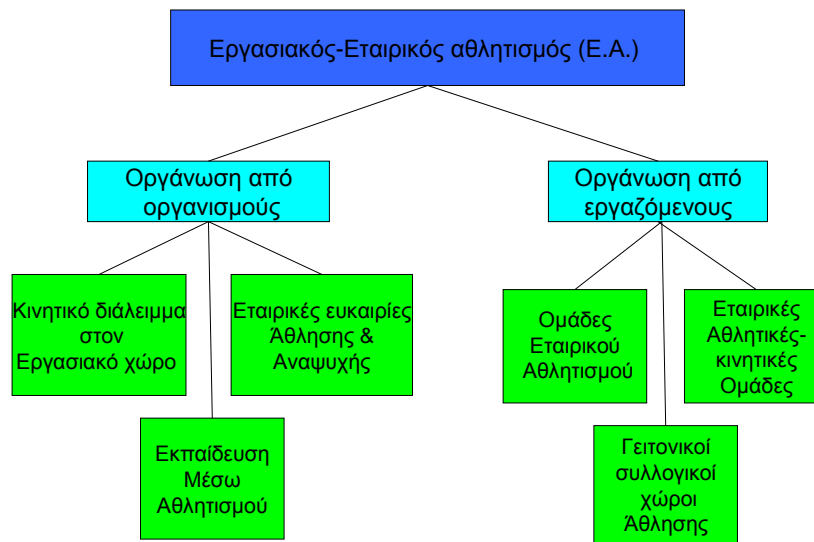 Εργασιακός-Εταιρικός αθλητισμός (Ε.Α.)
Οργάνωση από
οργανισμούς
Οργάνωση από
εργαζόμενους
Κινητικό διάλειμμα
στον
Εργασιακό χώρο
Εταιρικές ευκαιρίες
Άθλησης &
Αναψυχής
Εκπαίδευση
Μέσω
Αθλητισμού
Ομάδες
Εταιρικού
Αθλητισμού
Εταιρικές
Αθλητικές-
κινητικές
Ομάδες
Γειτονικοί
συλλογικοί
χώροι
Άθλησης